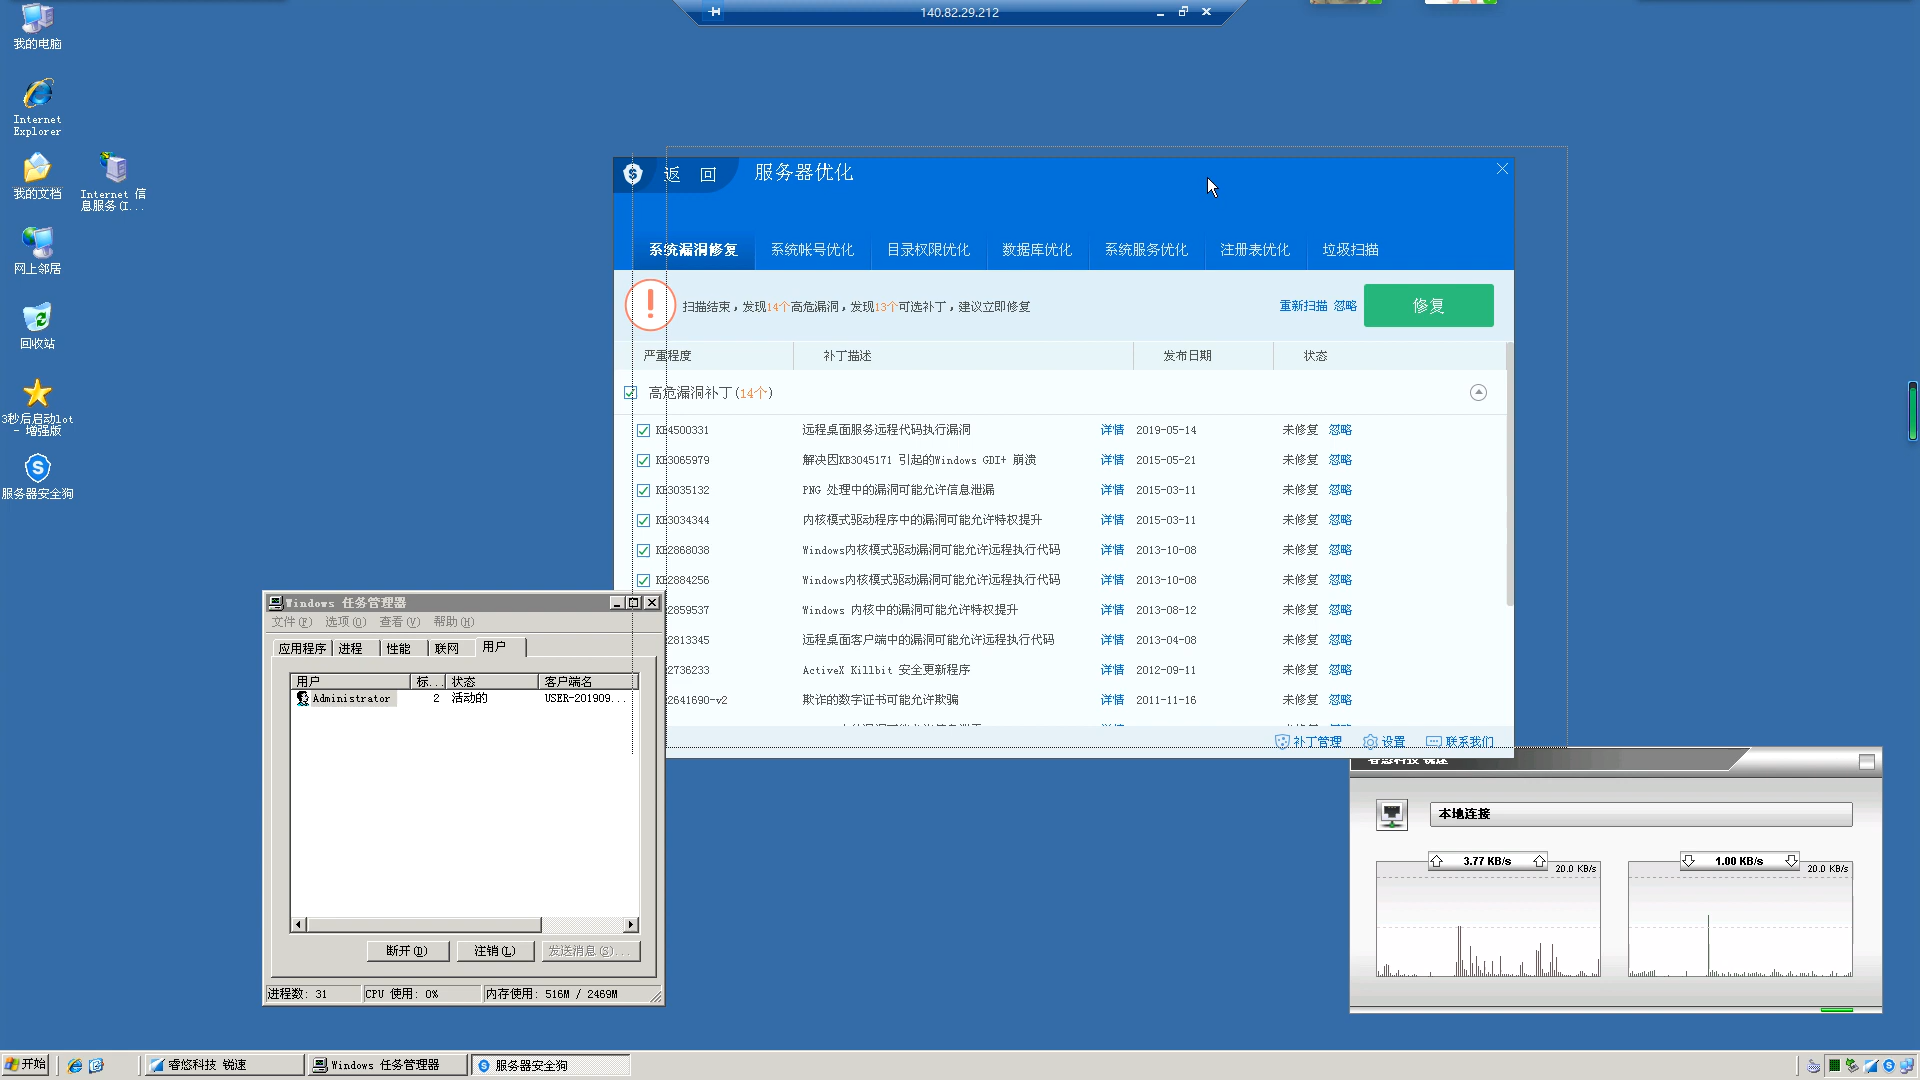 140.82.29.212
我的电脑
Internet
Explorer
我的文档
Internet 信
息服务(I...
网上邻居
回收站
3秒后启动lot
- 增强版
服务器安全狗
返 回
服务器优化
系统漏洞修复 系统帐号优化 目录权限优化 数据库优化 系统服务优化 注册表优化 垃圾扫描
扫描结束，发现14个高危漏洞，发现13个可选补丁，建议立即修复
重新扫描 忽略 修复
严重程度 补丁描述 发布日期 状态
高危漏洞补丁(14个)
KB4500331 远程桌面服务远程代码执行漏洞 详情 2019-05-14 未修复 忽略
KB3065979 解决因KB3045171 引起的Windows GDI+ 崩溃 详情 2015-05-21 未修复 忽略
KB3035132 PNG 处理中的漏洞可能允许信息泄漏 详情 2015-03-11 未修复 忽略
KB3034344 内核模式驱动程序中的漏洞可能允许特权提升 详情 2015-03-11 未修复 忽略
KB2868038 Windows内核模式驱动漏洞可能允许远程执行代码 详情 2013-10-08 未修复 忽略
KB2884256 Windows内核模式驱动漏洞可能允许远程执行代码 详情 2013-10-08 未修复 忽略
2859537 Windows 内核中的漏洞可能允许特权提升 详情 2013-08-12 未修复 忽略
2813345 远程桌面客户端中的漏洞可能允许远程执行代码 详情 2013-04-08 未修复 忽略
2736233 ActiveX Killbit 安全更新程序 详情 2012-09-11 未修复 忽略
2641690-v2 欺诈的数字证书可能允许欺骗 详情 2011-11-16 未修复 忽略
补丁管理 设置 联系我们
Windows 任务管理器
文件(F) 选项(O) 查看(V) 帮助(H)
应用程序 进程 性能 联网 用户
用户 标... 状态 客户端名
Administrator 2 活动的 USER-201909...
断开(D) 注销(L) 发送消息(S)...
进程数: 31 CPU 使用: 0% 内存使用: 516M / 2469M
睿悠科技 锐速
本地连接
3.77 KB/s 20.0 KB/s
1.00 KB/s 20.0 KB/s
开始 睿悠科技 锐速 Windows 任务管理器 服务器安全狗